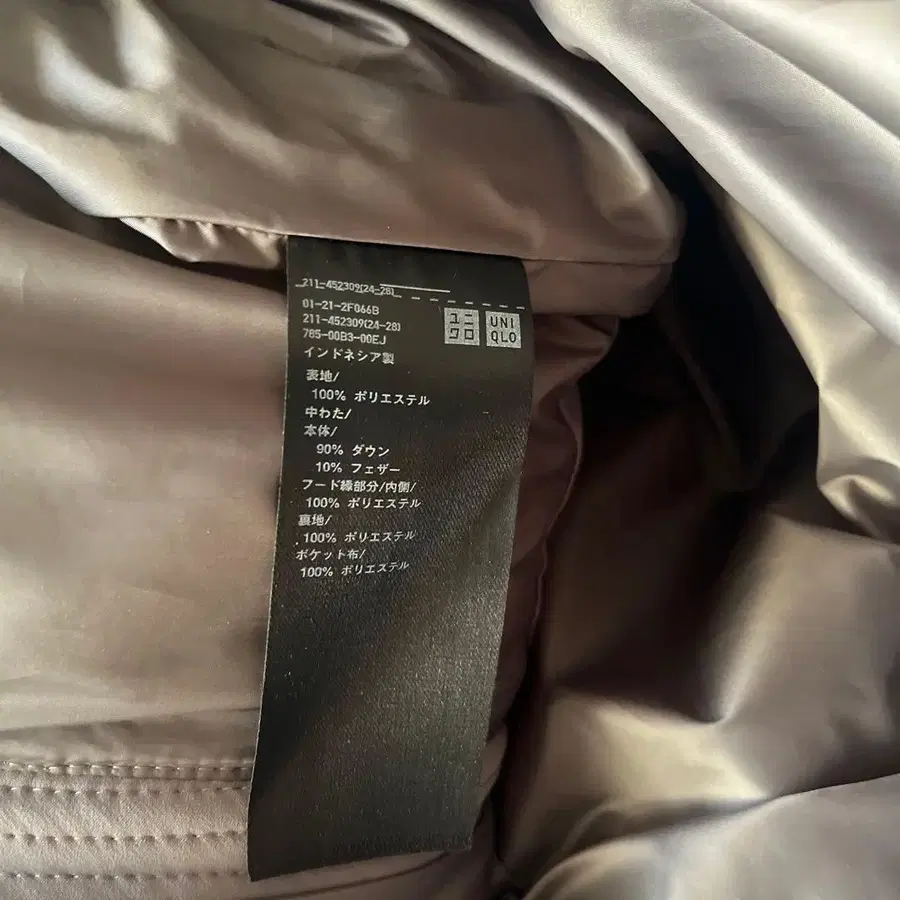 211-452309(24-28)
01-21-2F066B
211-452309(24-28)
785-00B3-00EJ
ユニ
クロ
UNI
QLO
インドネシア製
表地/
100% ポリエステル
中わた/
本体/
90% ダウン
10% フェザー
フード縁部分/内側/
100% ポリエステル
裏地/
100% ポリエステル
ポケット布/
100% ポリエステル